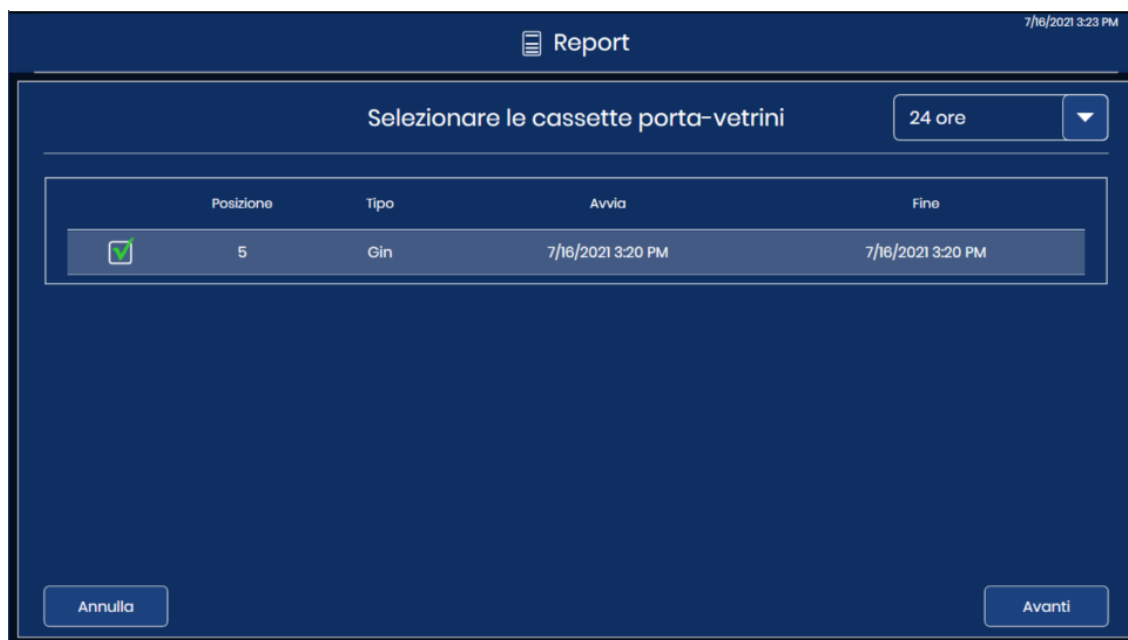 7/16/2021 3:23 PM
Report
Selezionare le cassette porta-vetrini
24 ore
Posizione Tipo Avvia Fine
5 Gin 7/16/2021 3:20 PM 7/16/2021 3:20 PM
Annulla Avanti